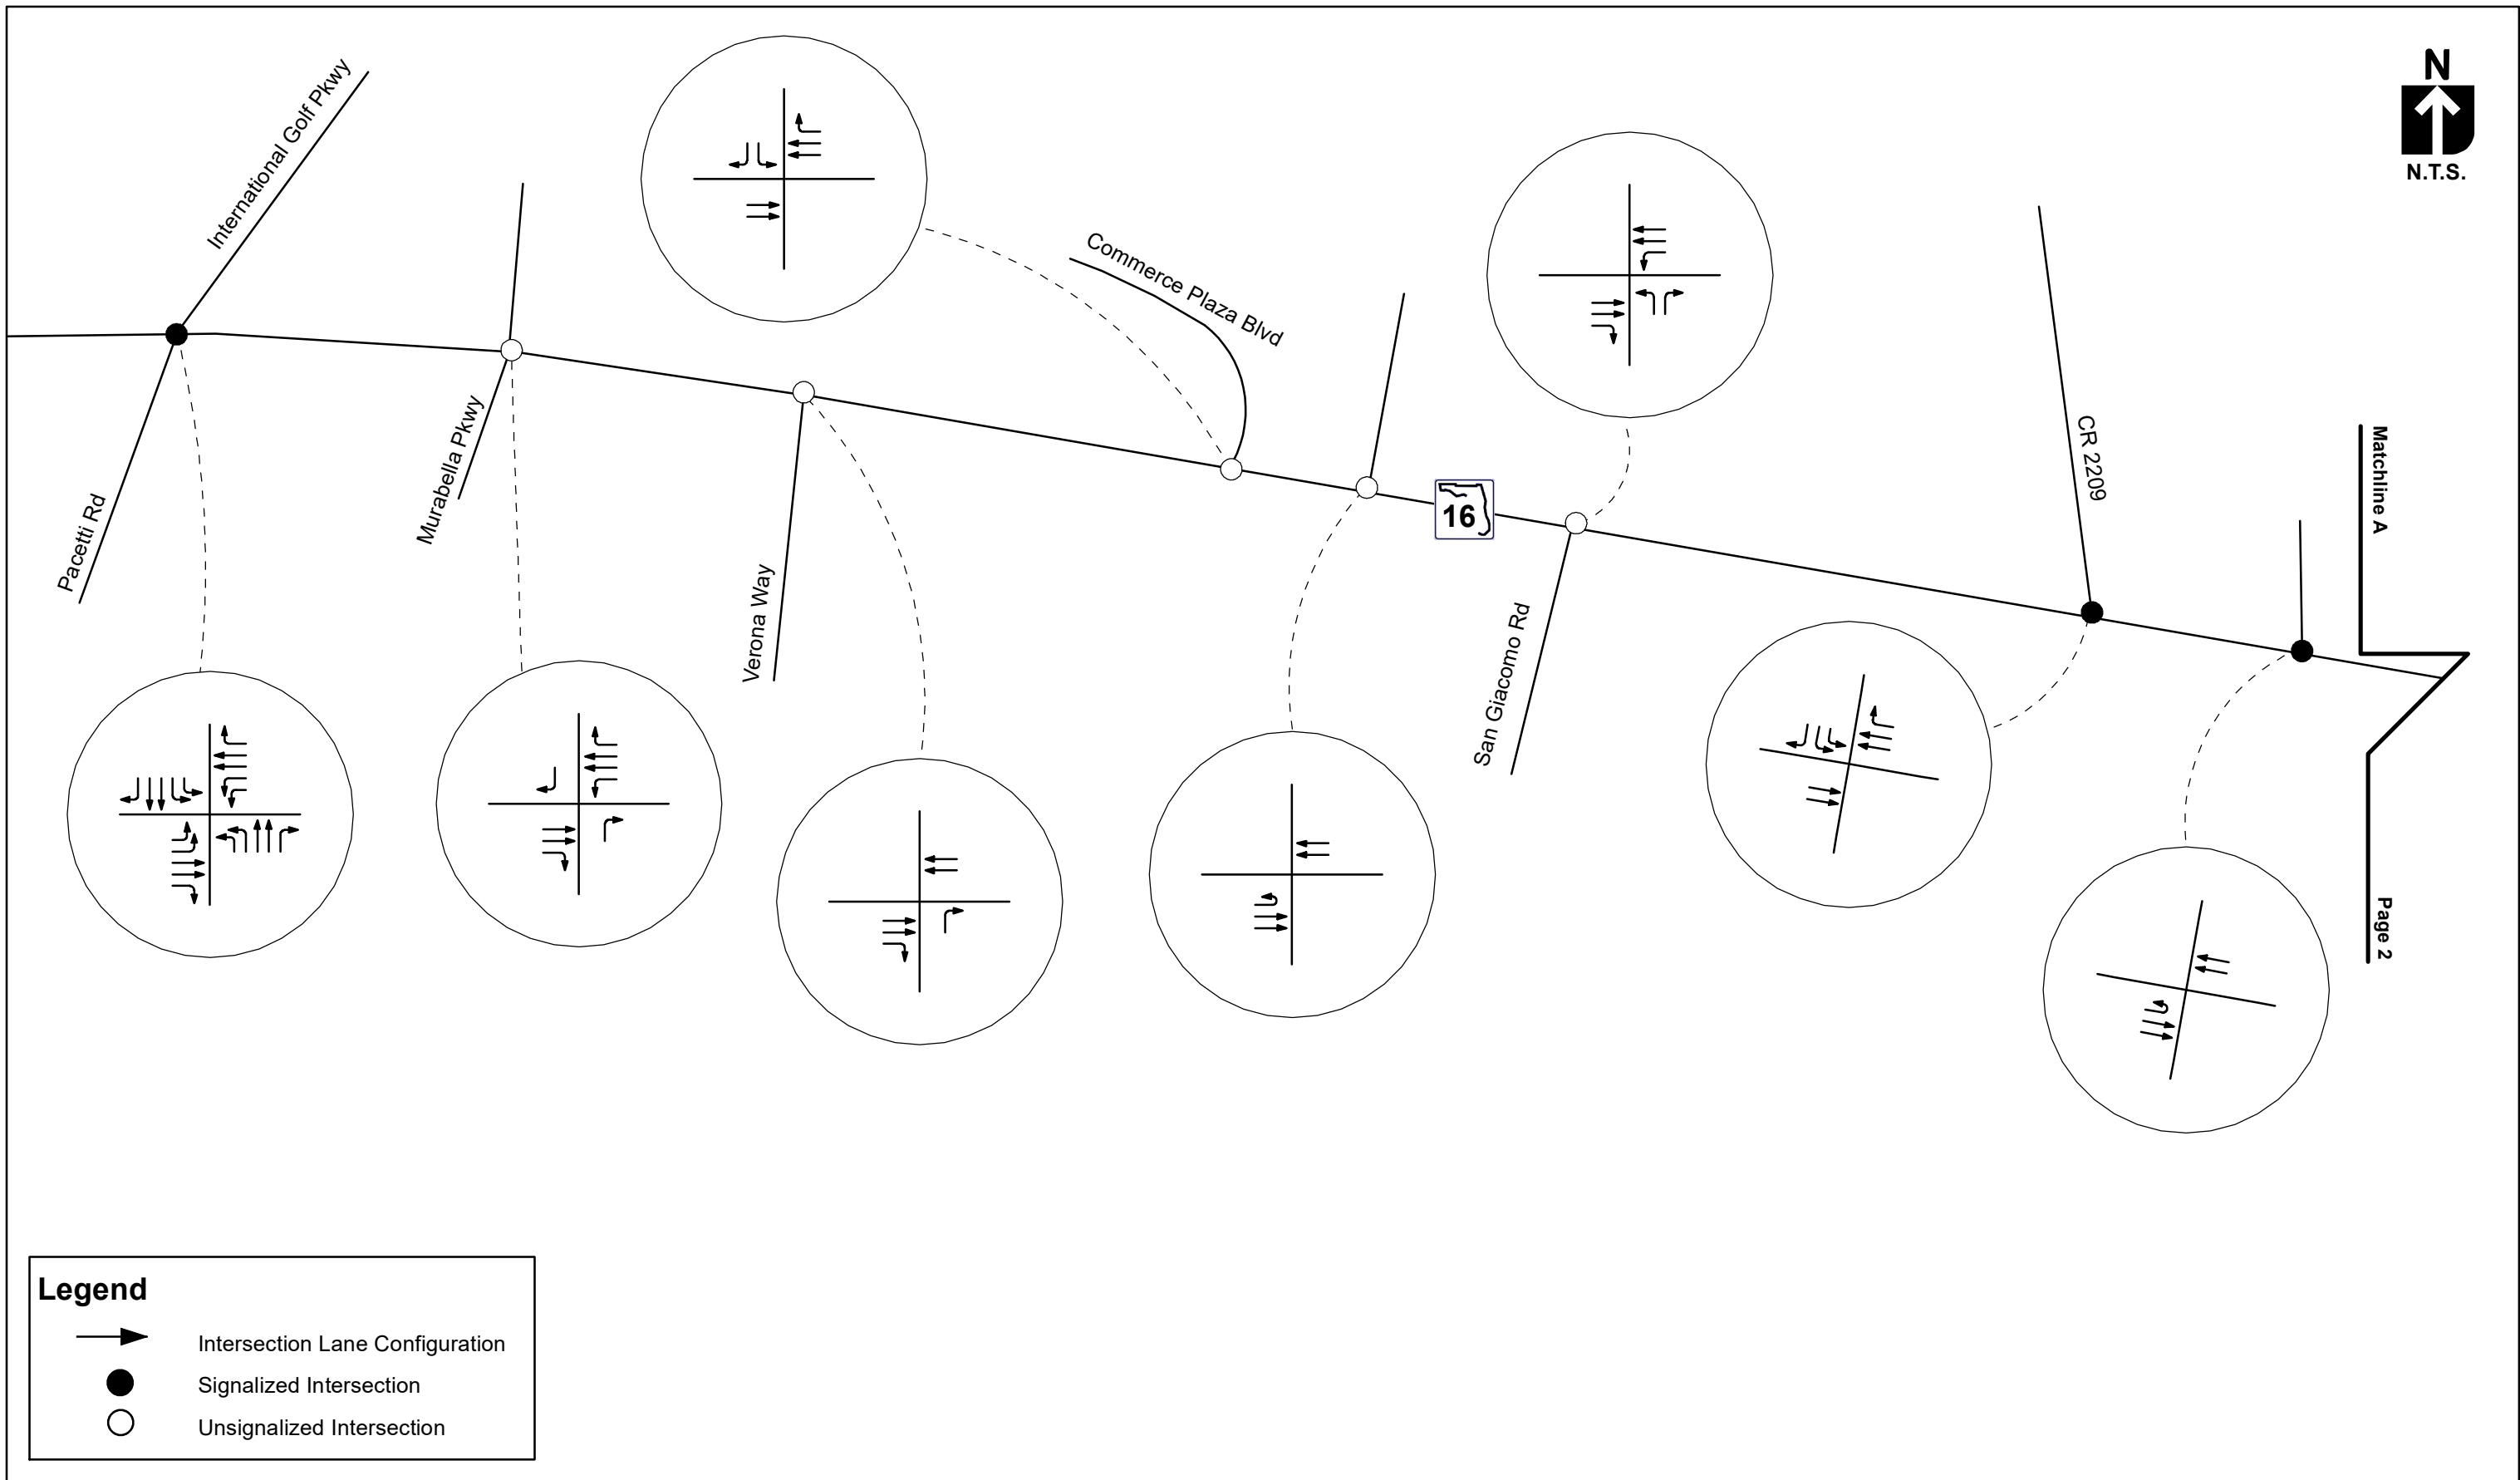 N
N.T.S.
International Golf Pkwy
Commerce Plaza Blvd
Pacetti Rd
Murabella Pkwy
Verona Way
16
San Giacomo Rd
CR 2209
Matchline A
Page 2
Legend
Intersection Lane Configuration
Signalized Intersection
Unsignalized Intersection